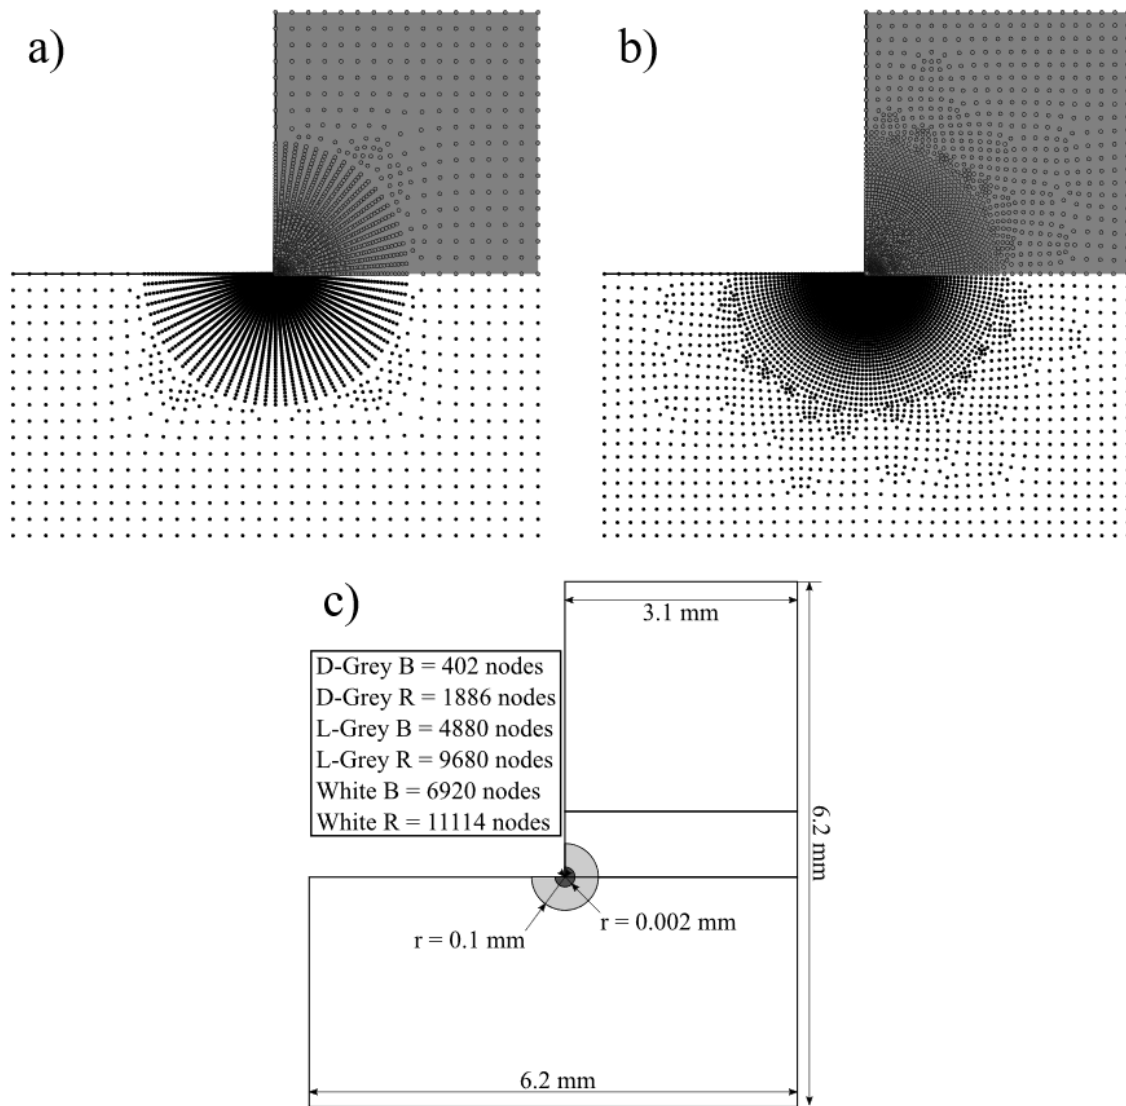 a)
b)
c)
3.1 mm
D-Grey B = 402 nodes
D-Grey R = 1886 nodes
L-Grey B = 4880 nodes
L-Grey R = 9680 nodes
White B = 6920 nodes
White R = 11114 nodes
6.2 mm
r = 0.002 mm
r = 0.1 mm
6.2 mm